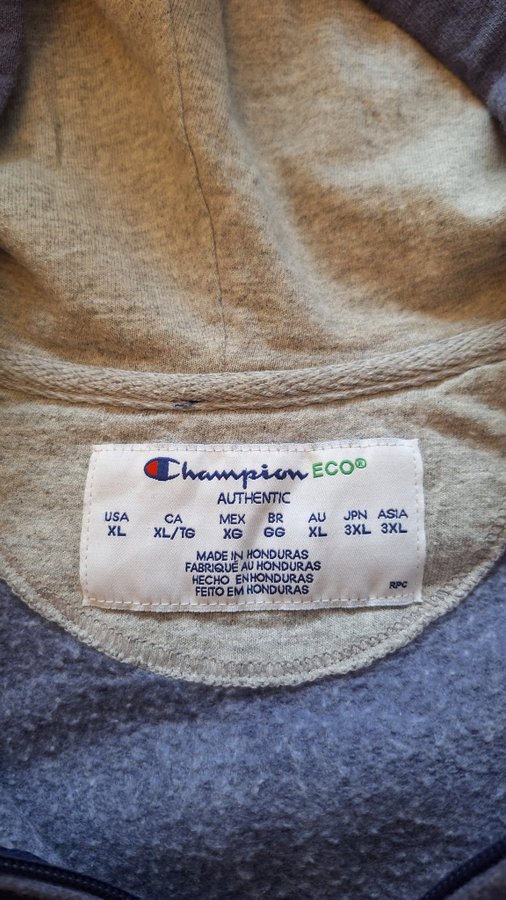 Champion ECO®
AUTHENTIC
USA CA MEX BR AU JPN ASIA
XL XL/TG XG GG XL 3XL 3XL
MADE IN HONDURAS
FABRIQUÉ AU HONDURAS
HECHO EN HONDURAS
FEITO EM HONDURAS
RPC